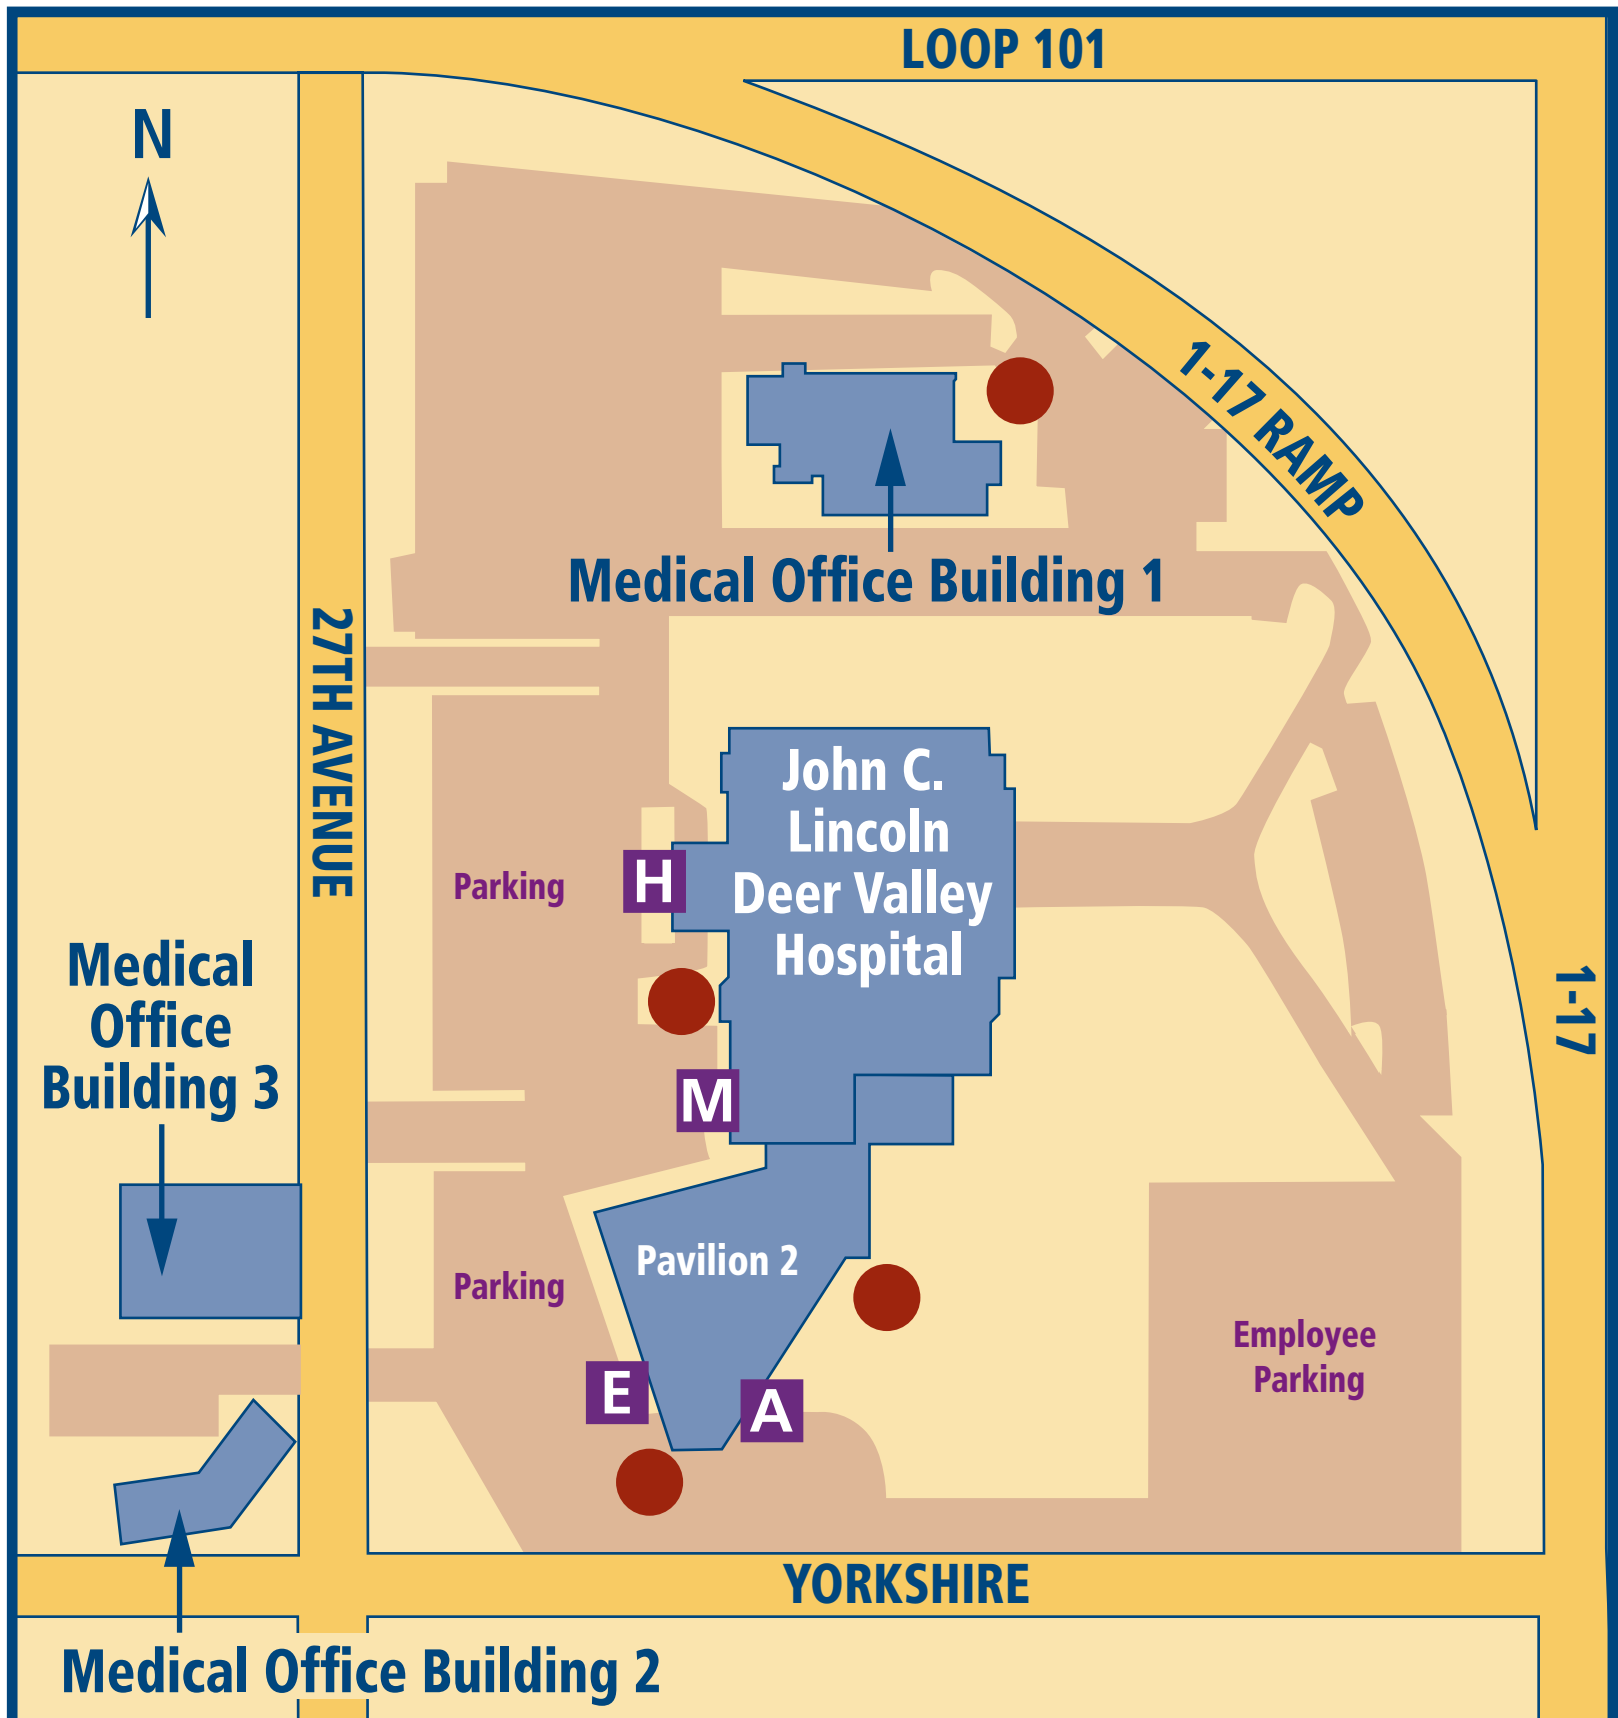 LOOP 101
N
1-17 RAMP
Medical Office Building 1
27TH AVENUE
John C.
Lincoln
Deer Valley
Hospital
Parking
H
Medical
Office
Building 3
1-17
M
Pavilion 2
Parking
Employee
Parking
E
A
YORKSHIRE
Medical Office Building 2